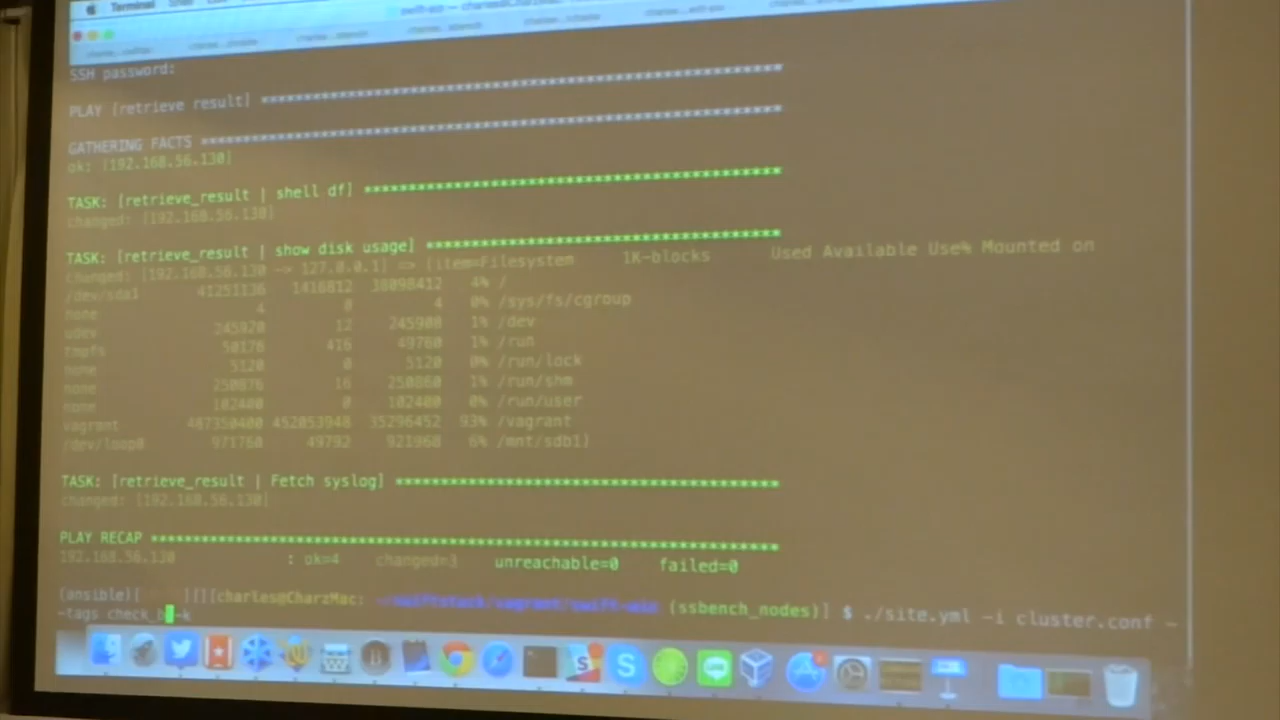 Terminal Shell
SSH password:
PLAY [retrieve result] ****************************************************************
GATHERING FACTS ****************************************************************
ok: [192.168.56.130]
TASK: [retrieve_result | shell df] ****************************************************
changed: [192.168.56.130]
TASK: [retrieve_result | show disk usage] ********************************************
changed: [192.168.56.130 -> 127.0.0.1] => (item=Filesystem 1K-blocks Used Available Use% Mounted on
/dev/sda1 41251136 1416812 38098412 4% /
none 4 0 4 0% /sys/fs/cgroup
udev 245920 12 245908 1% /dev
tmpfs 50176 416 49760 1% /run
none 5120 0 5120 0% /run/lock
none 250876 16 250860 1% /run/shm
none 102400 0 102400 0% /run/user
vagrant 487350400 452053948 35296452 93% /vagrant
/dev/loop0 971760 49792 921968 6% /mnt/sdb1)
TASK: [retrieve_result | Fetch syslog] ************************************************
changed: [192.168.56.130]
PLAY RECAP ****************************************************************
192.168.56.130 : ok=4 changed=3 unreachable=0 failed=0
(ansible)[ ][][charles@CharzMac: (ssbench_nodes)] $ ./site.yml -i cluster.conf -
-tags check_b -k